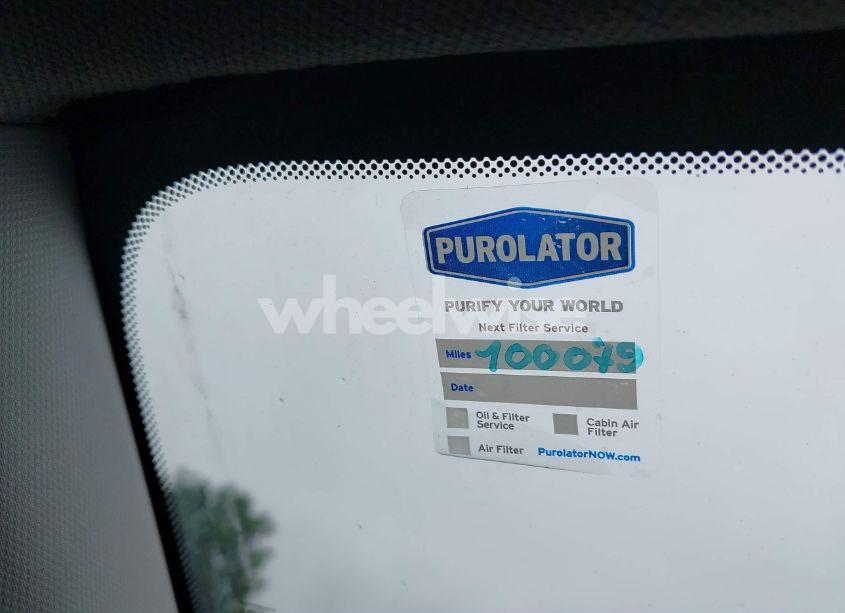 PUROLATOR
PURIFY YOUR WORLD
Next Filter Service
Miles 100079
Date
Oil & Filter
Service
Cabin Air
Filter
Air Filter
PurolatorNOW.com